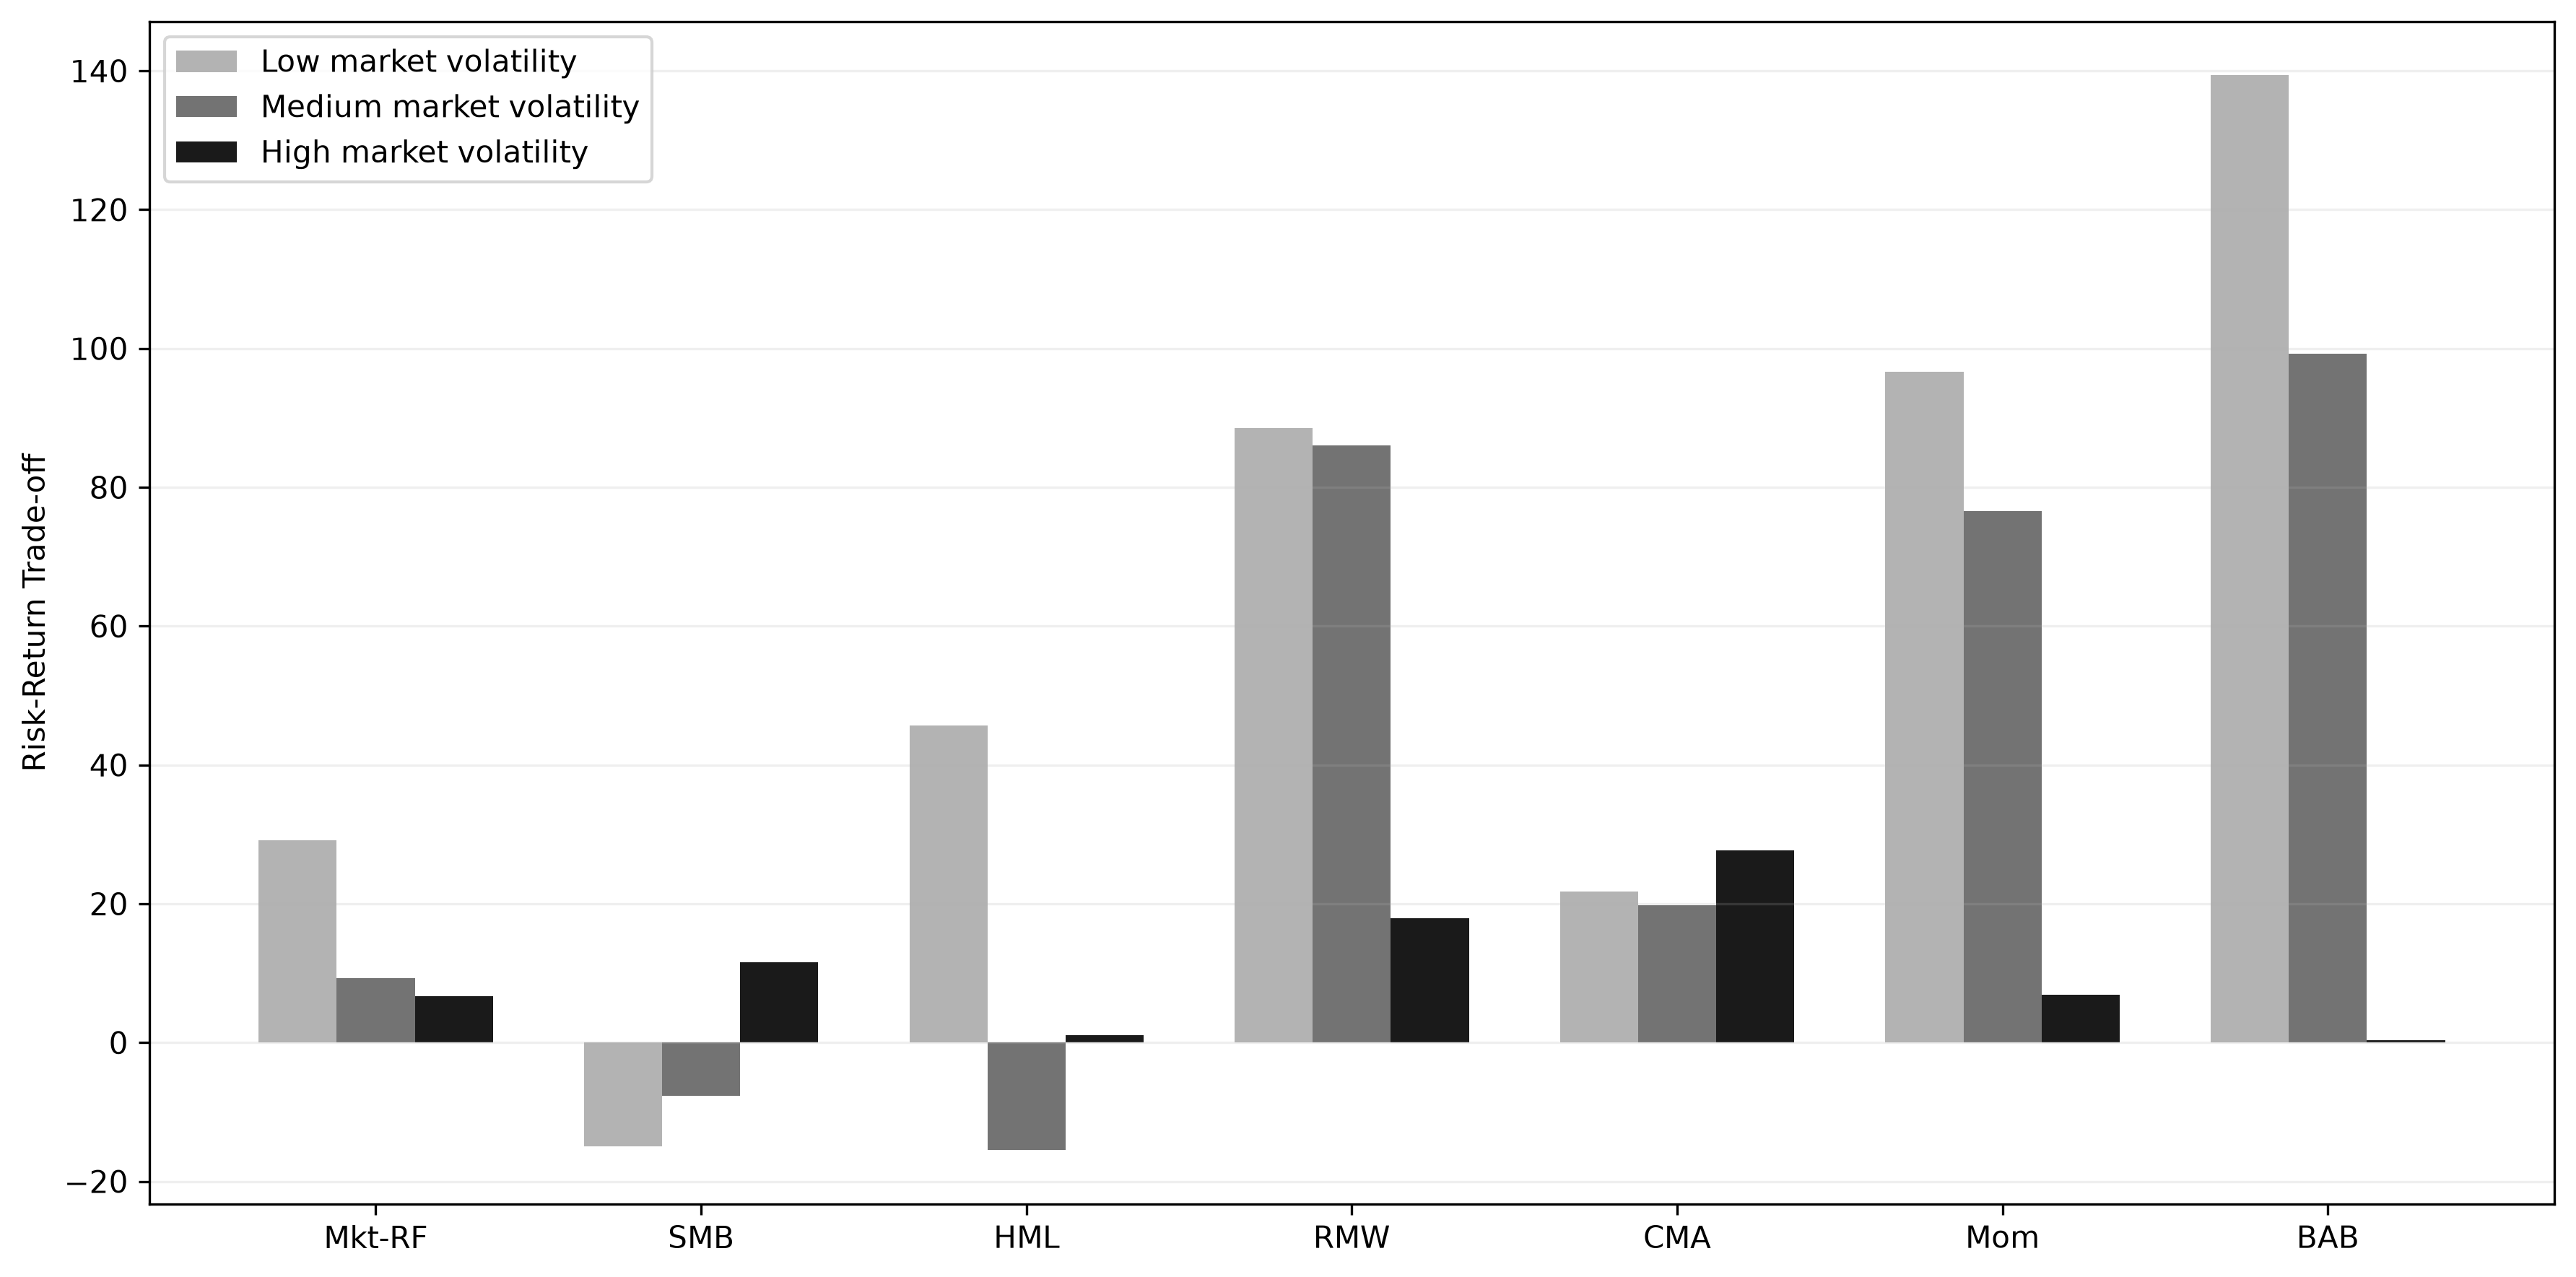 Low market volatility
Medium market volatility
High market volatility
Risk-Return Trade-off
140
120
100
80
60
40
20
0
−20
Mkt-RF SMB HML RMW CMA Mom BAB